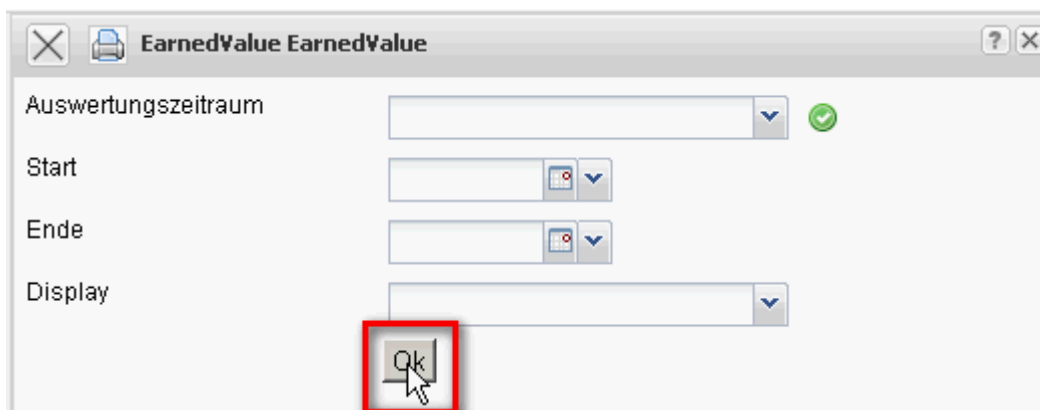 EarnedValue EarnedValue ?
Auswertungszeitraum
Start
Ende
Display
Ok